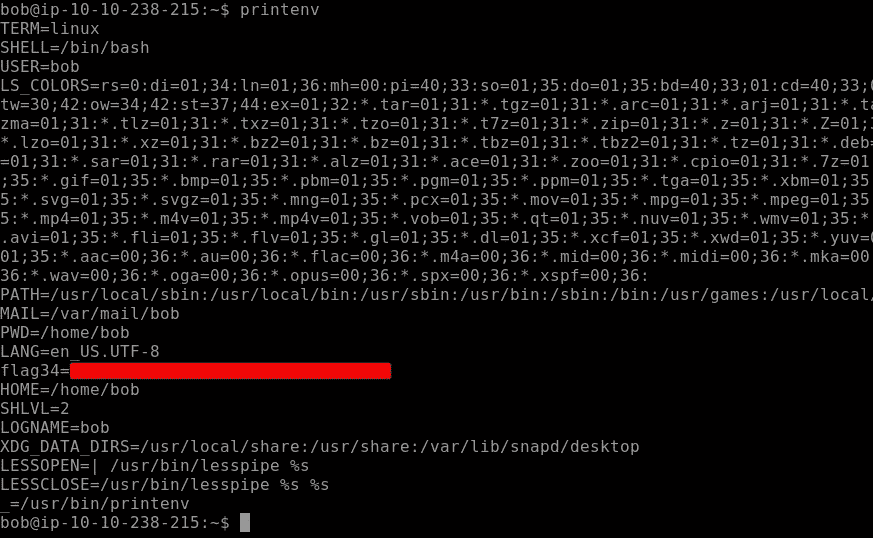 bob@ip-10-10-238-215:~$ printenv
TERM=linux
SHELL=/bin/bash
USER=bob
LS_COLORS=rs=0:di=01;34:ln=01;36:mh=00:pi=40;33:so=01;35:do=01;35:bd=40;33;01:cd=40;33;0
tw=30;42:ow=34;42:st=37;44:ex=01;32:*.tar=01;31:*.tgz=01;31:*.arc=01;31:*.arj=01;31:*.ta
zma=01;31:*.tlz=01;31:*.txz=01;31:*.tzo=01;31:*.t7z=01;31:*.zip=01;31:*.z=01;31:*.Z=01;3
*.lzo=01;31:*.xz=01;31:*.bz2=01;31:*.bz=01;31:*.tbz=01;31:*.tbz2=01;31:*.tz=01;31:*.deb=
=01;31:*.sar=01;31:*.rar=01;31:*.alz=01;31:*.ace=01;31:*.zoo=01;31:*.cpio=01;31:*.7z=01
;35:*.gif=01;35:*.bmp=01;35:*.pbm=01;35:*.pgm=01;35:*.ppm=01;35:*.tga=01;35:*.xbm=01;35
5:*.svg=01;35:*.svgz=01;35:*.mng=01;35:*.pcx=01;35:*.mov=01;35:*.mpg=01;35:*.mpeg=01;35
5:*.mp4=01;35:*.m4v=01;35:*.mp4v=01;35:*.vob=01;35:*.qt=01;35:*.nuv=01;35:*.wmv=01;35:*
.avi=01;35:*.fli=01;35:*.flv=01;35:*.gl=01;35:*.dl=01;35:*.xcf=01;35:*.xwd=01;35:*.yuv=0
01;35:*.aac=00;36:*.au=00;36:*.flac=00;36:*.m4a=00;36:*.mid=00;36:*.midi=00;36:*.mka=00
36:*.wav=00;36:*.oga=00;36:*.opus=00;36:*.spx=00;36:*.xspf=00;36:
PATH=/usr/local/sbin:/usr/local/bin:/usr/sbin:/usr/bin:/sbin:/bin:/usr/games:/usr/local/
MAIL=/var/mail/bob
PWD=/home/bob
LANG=en_US.UTF-8
flag34=
HOME=/home/bob
SHLVL=2
LOGNAME=bob
XDG_DATA_DIRS=/usr/local/share:/usr/share:/var/lib/snapd/desktop
LESSOPEN=| /usr/bin/lesspipe %s
LESSCLOSE=/usr/bin/lesspipe %s %s
_=/usr/bin/printenv
bob@ip-10-10-238-215:~$